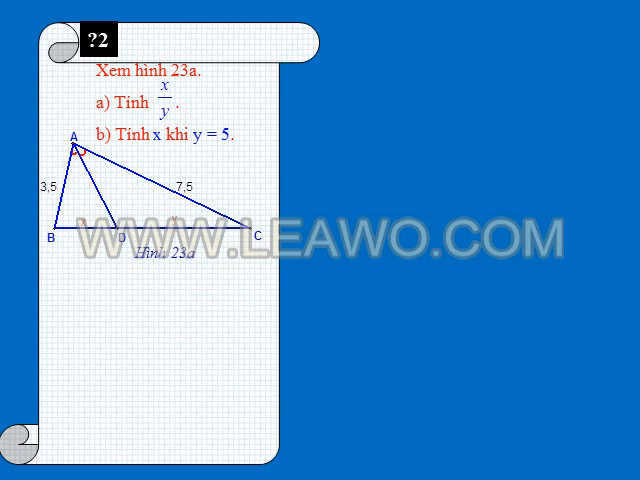 ?2
Xem hình 23a.
a) Tính x/y.
b) Tính x khi y = 5.
A
3,5
7,5
x
y
B
D
C
Hình 23a
WWW.LEAWO.COM